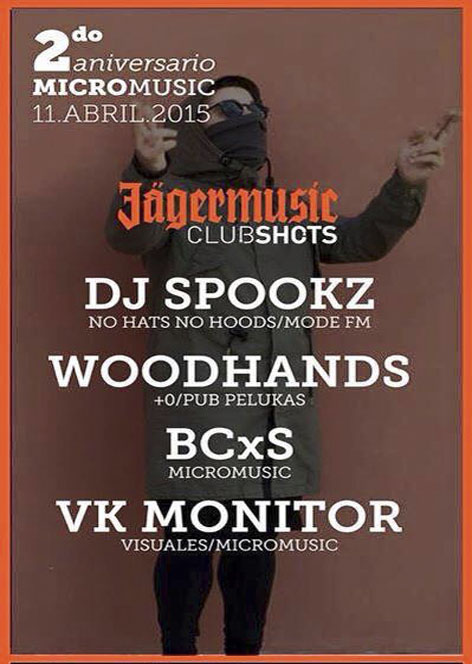 2do
aniversario
MICROMUSIC
11.ABRIL.2015
Jägermusic
CLUBSHOTS
DJ SPOOKZ
NO HATS NO HOODS/MODE FM
WOODHANDS
+0/PUB PELUKAS
BCxS
MICROMUSIC
VK MONITOR
VISUALES/MICROMUSIC